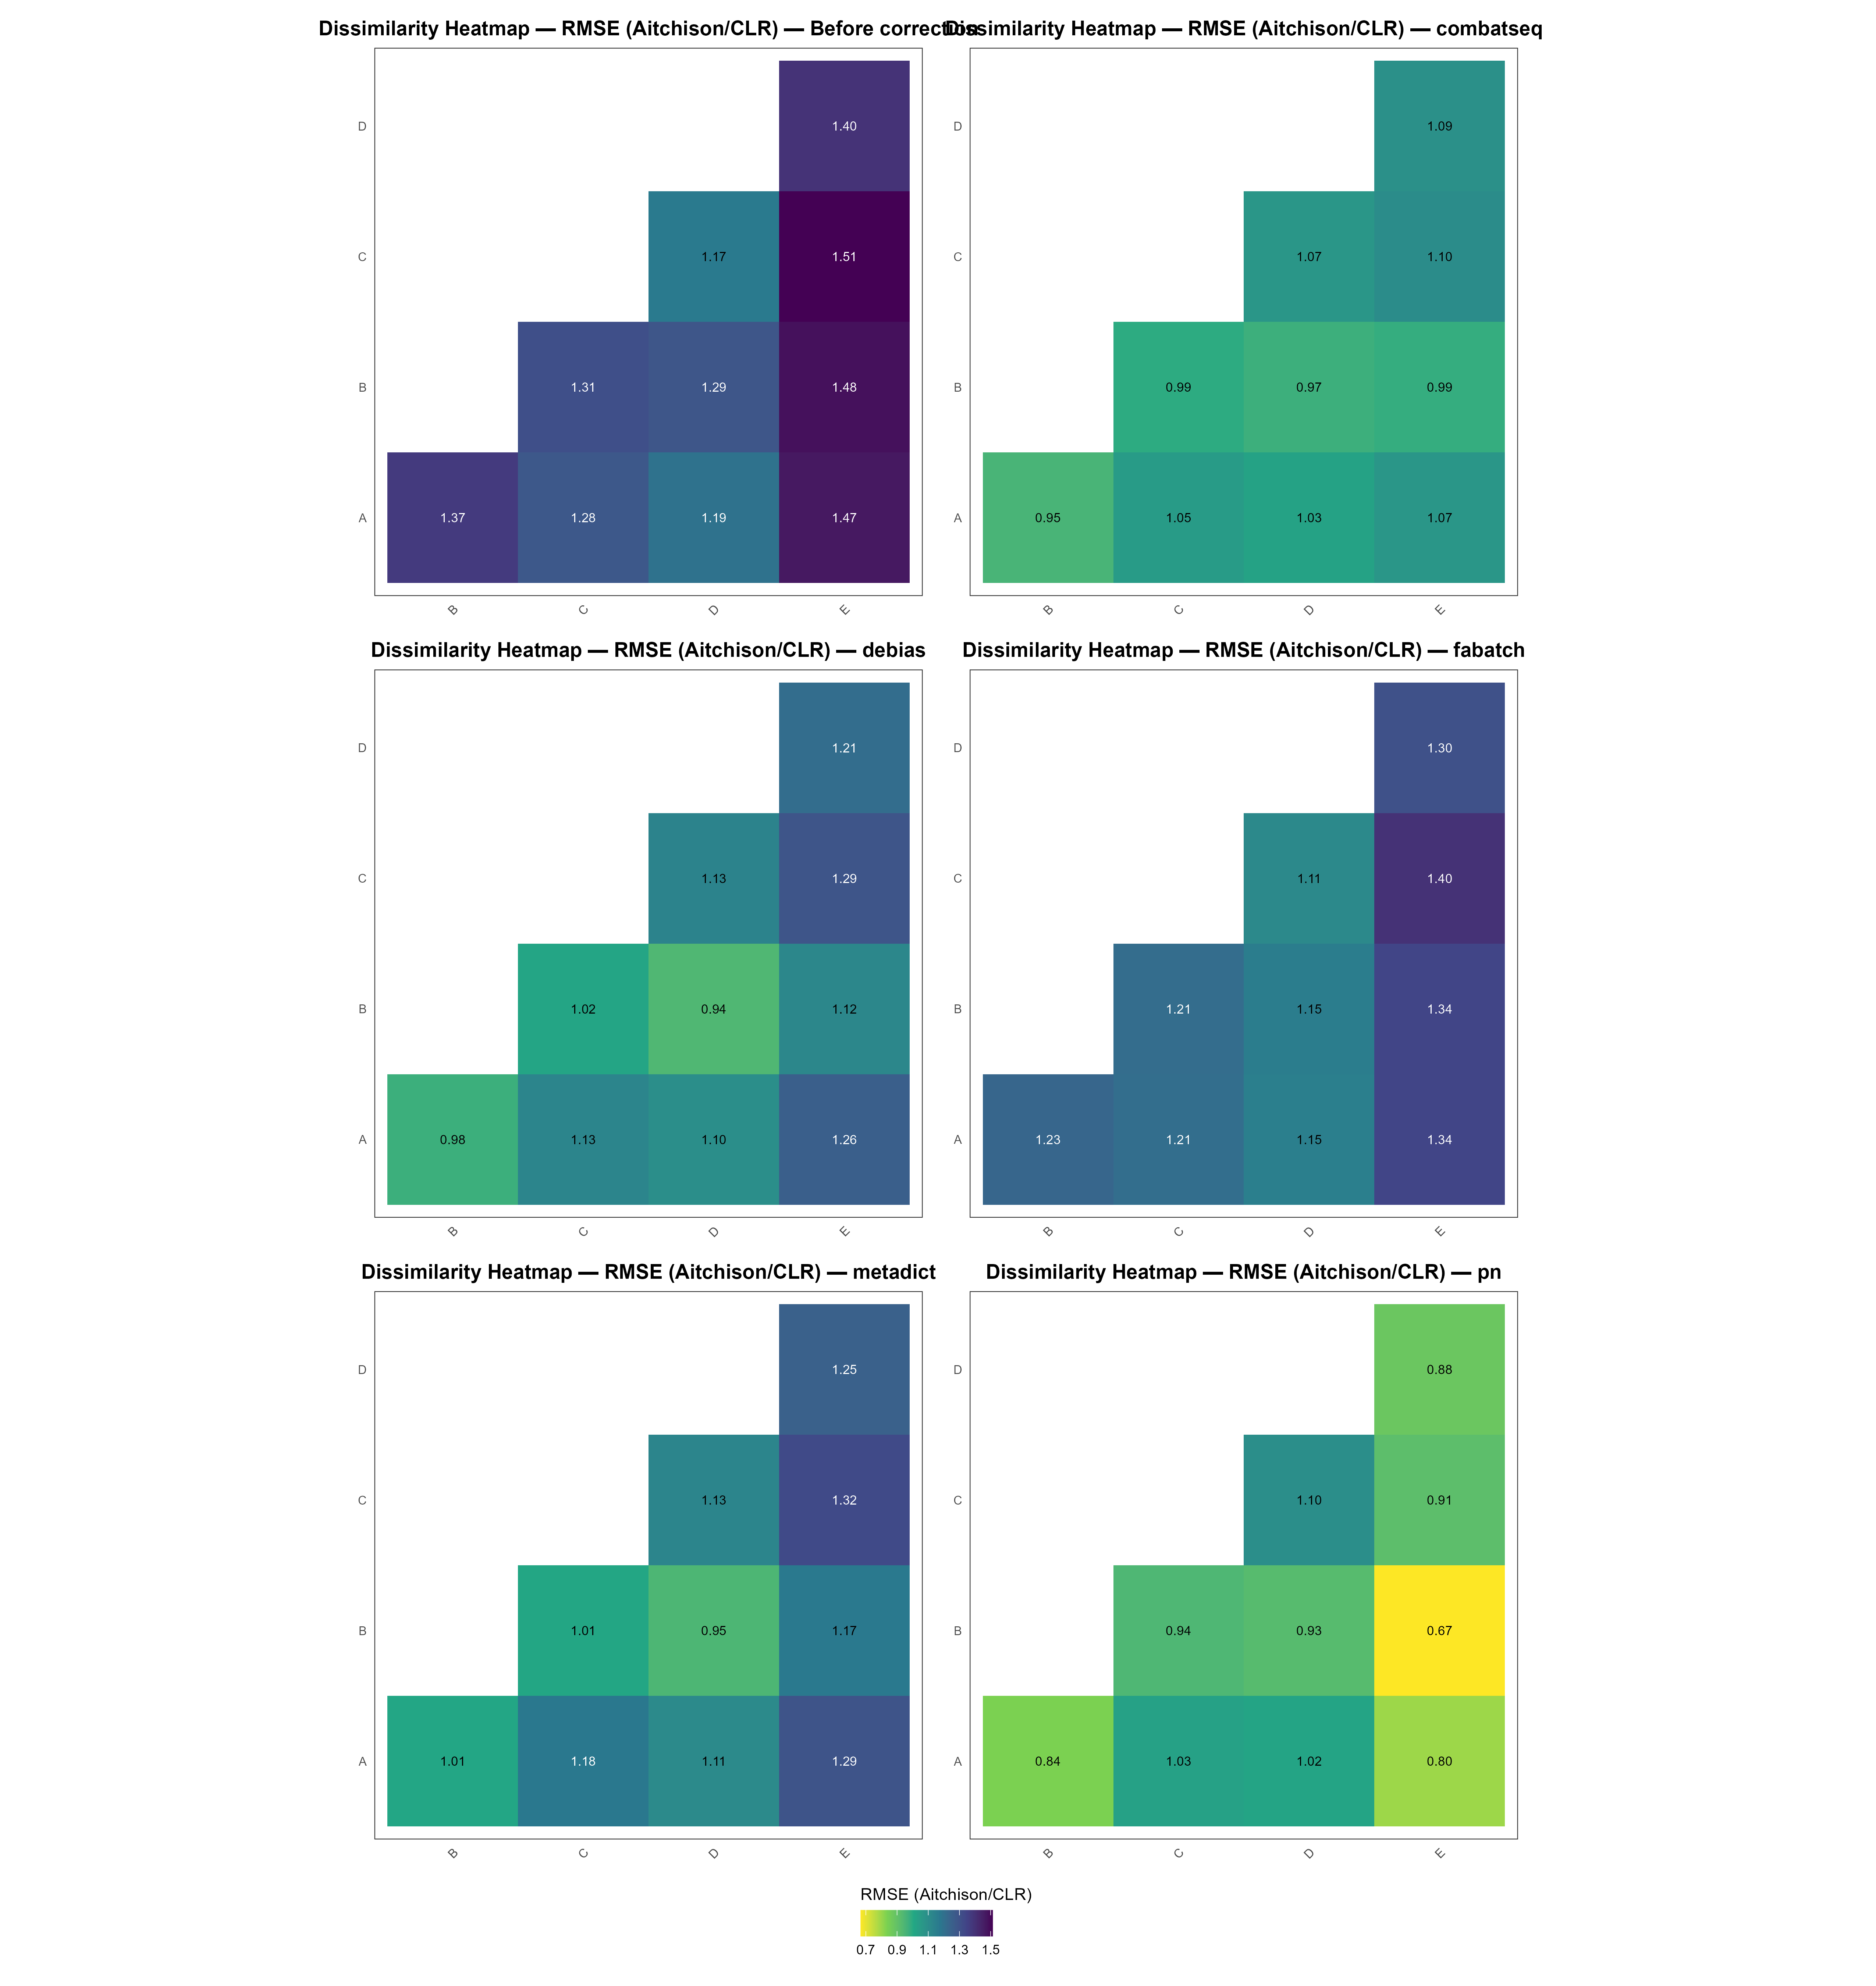 Dissimilarity Heatmap — RMSE (Aitchison/CLR) — Before correction
D
1.40
C
1.17 1.51
B
1.31 1.29 1.48
A
1.37 1.28 1.19 1.47
B C D E
Dissimilarity Heatmap — RMSE (Aitchison/CLR) — combatseq
D
1.09
C
1.07 1.10
B
0.99 0.97 0.99
A
0.95 1.05 1.03 1.07
B C D E
Dissimilarity Heatmap — RMSE (Aitchison/CLR) — debias
D
1.21
C
1.13 1.29
B
1.02 0.94 1.12
A
0.98 1.13 1.10 1.26
B C D E
Dissimilarity Heatmap — RMSE (Aitchison/CLR) — fabatch
D
1.30
C
1.11 1.40
B
1.21 1.15 1.34
A
1.23 1.21 1.15 1.34
B C D E
Dissimilarity Heatmap — RMSE (Aitchison/CLR) — metadict
D
1.25
C
1.13 1.32
B
1.01 0.95 1.17
A
1.01 1.18 1.11 1.29
B C D E
Dissimilarity Heatmap — RMSE (Aitchison/CLR) — pn
D
0.88
C
1.10 0.91
B
0.94 0.93 0.67
A
0.84 1.03 1.02 0.80
B C D E
RMSE (Aitchison/CLR)
0.7 0.9 1.1 1.3 1.5